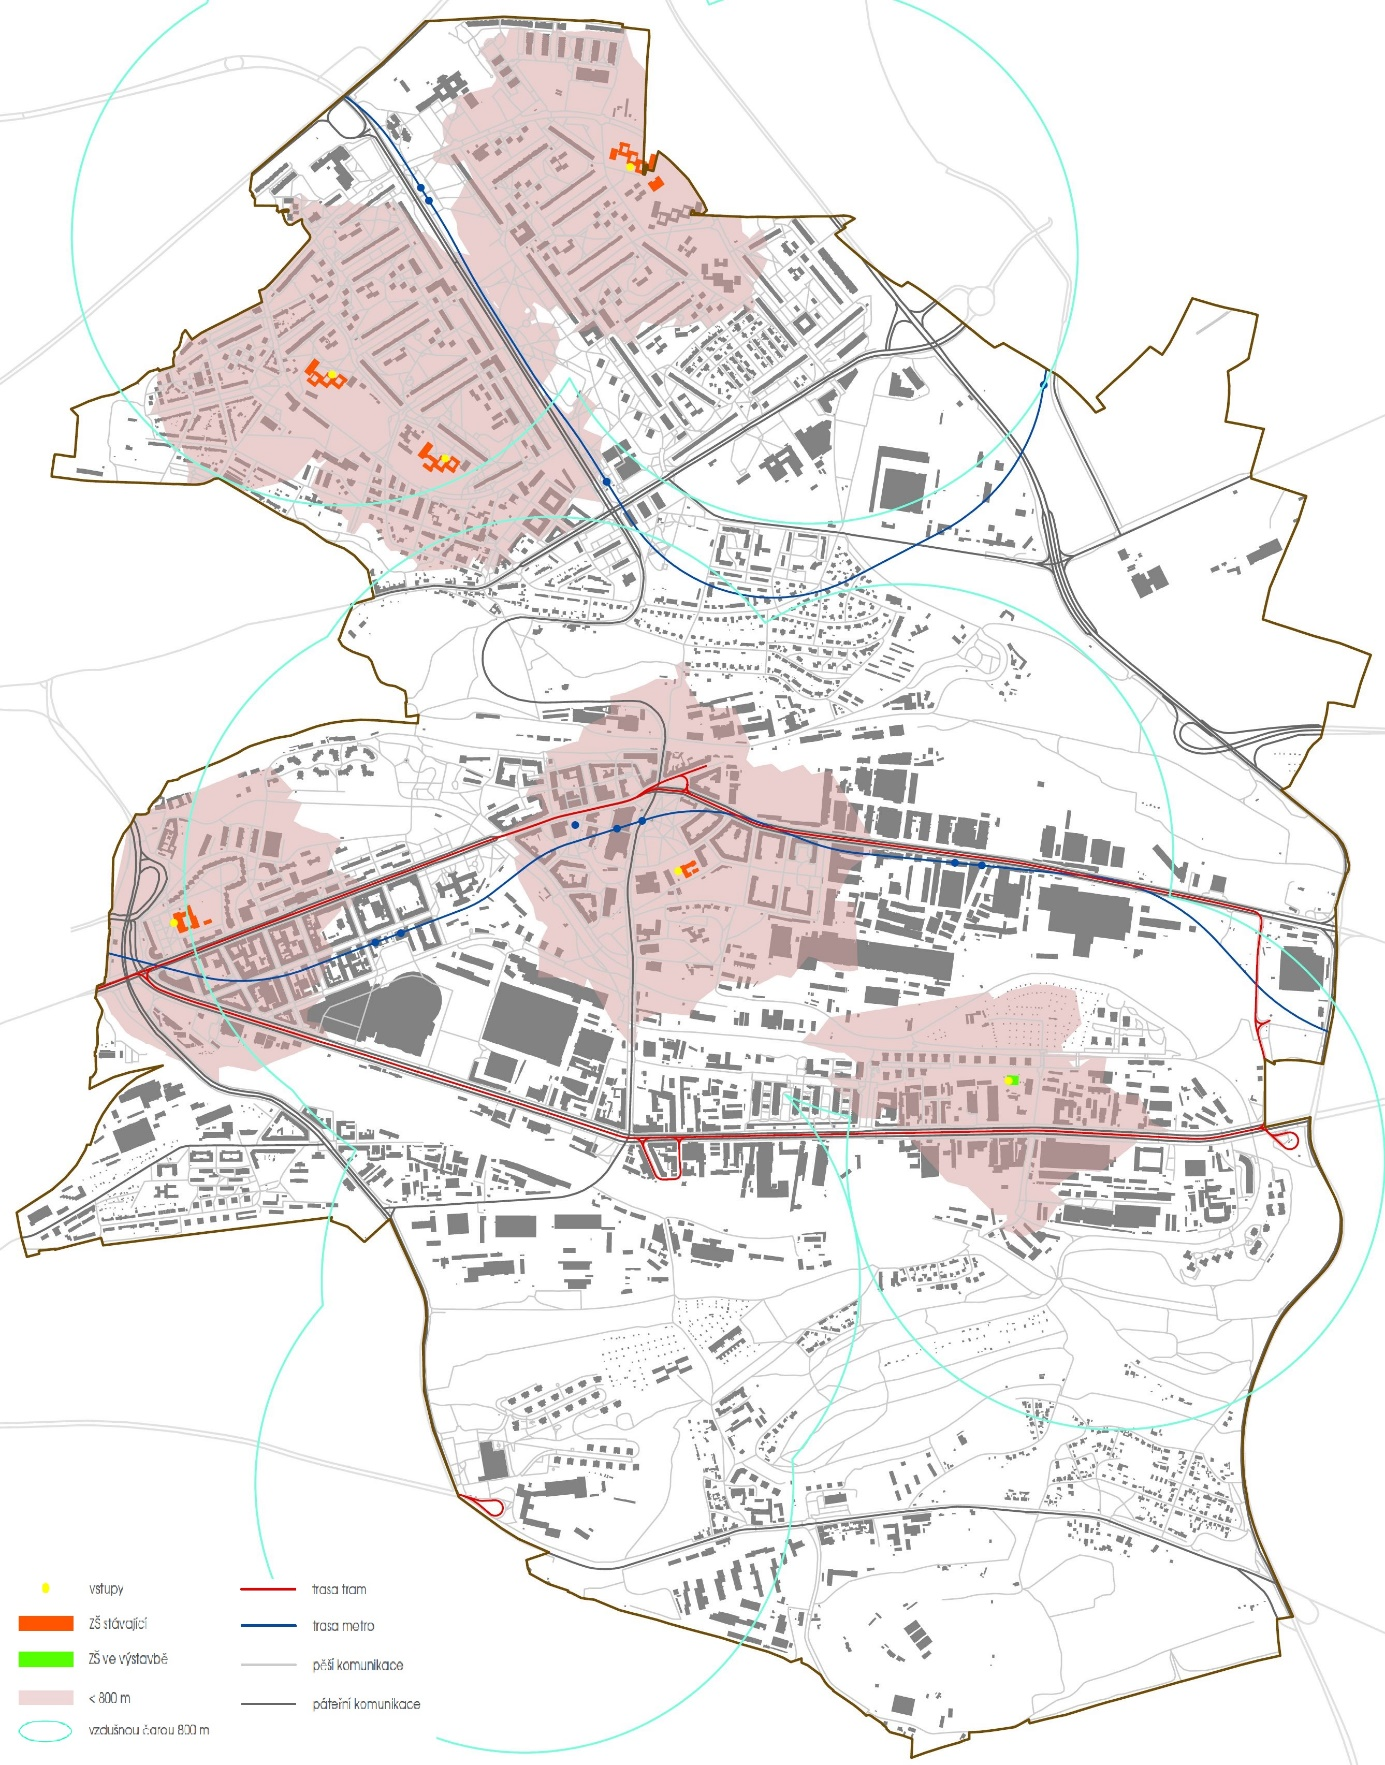 vstupy
ZŠ stávající
ZŠ ve výstavbě
< 800 m
vzdušnou čarou 800 m
trasa tram
trasa metro
pěší komunikace
páteřní komunikace